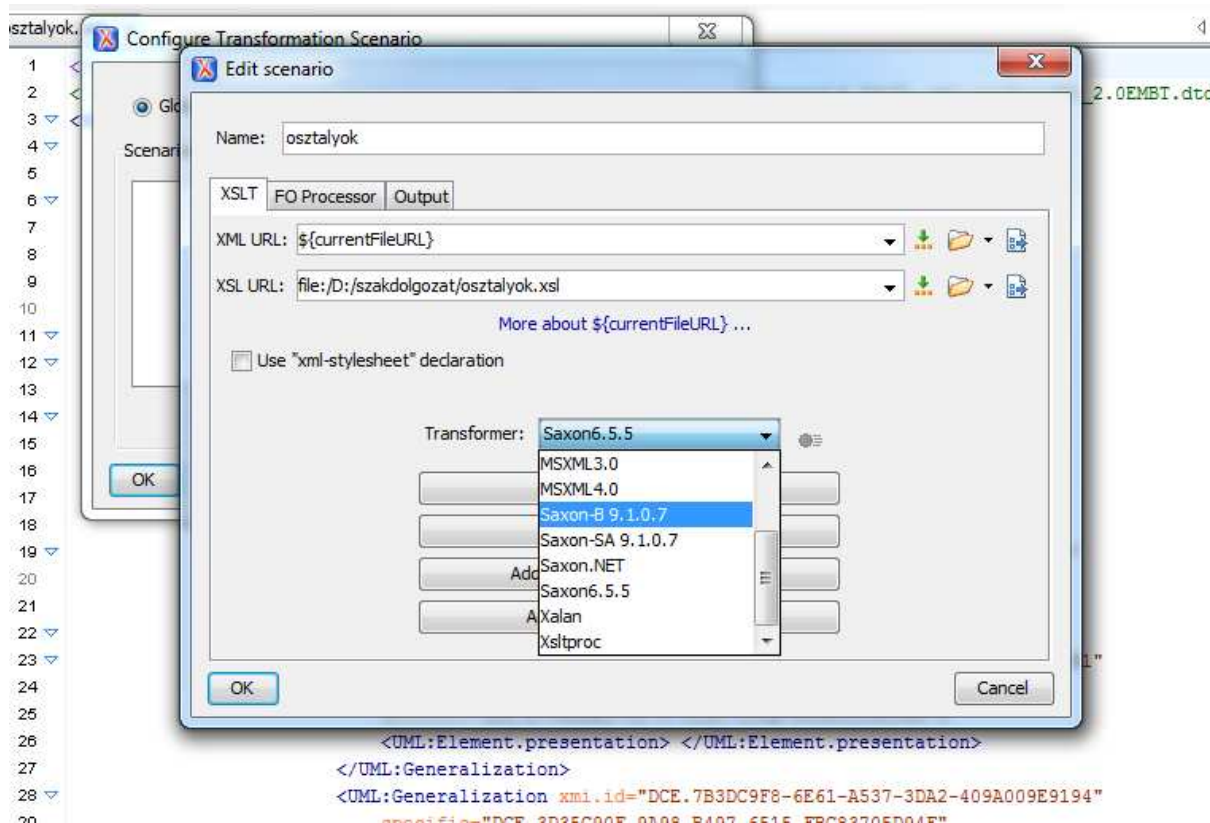 osztalyok.
Configure Transformation Scenario
Edit scenario
1
2 _2.0EMBT.dtd
3
4
5
6
7
8
9
10
11
12
13
14
15
16
17
18
19
20
21
22
23 1"
24
25
26 <UML:Element.presentation> </UML:Element.presentation>
27 </UML:Generalization>
28 <UML:Generalization xmi.id="DCE.7B3DC9F8-6E61-A537-3DA2-409A009E9194"
Name: osztalyok
Scenari
XSLT FO Processor Output
XML URL: ${currentFileURL}
XSL URL: file:/D:/szakdolgozat/osztalyok.xsl
More about ${currentFileURL} ...
Use "xml-stylesheet" declaration
Transformer: Saxon6.5.5
MSXML3.0
MSXML4.0
Saxon-B 9.1.0.7
Saxon-SA 9.1.0.7
Saxon.NET
Saxon6.5.5
Xalan
Xsltproc
Add
A
OK
OK Cancel